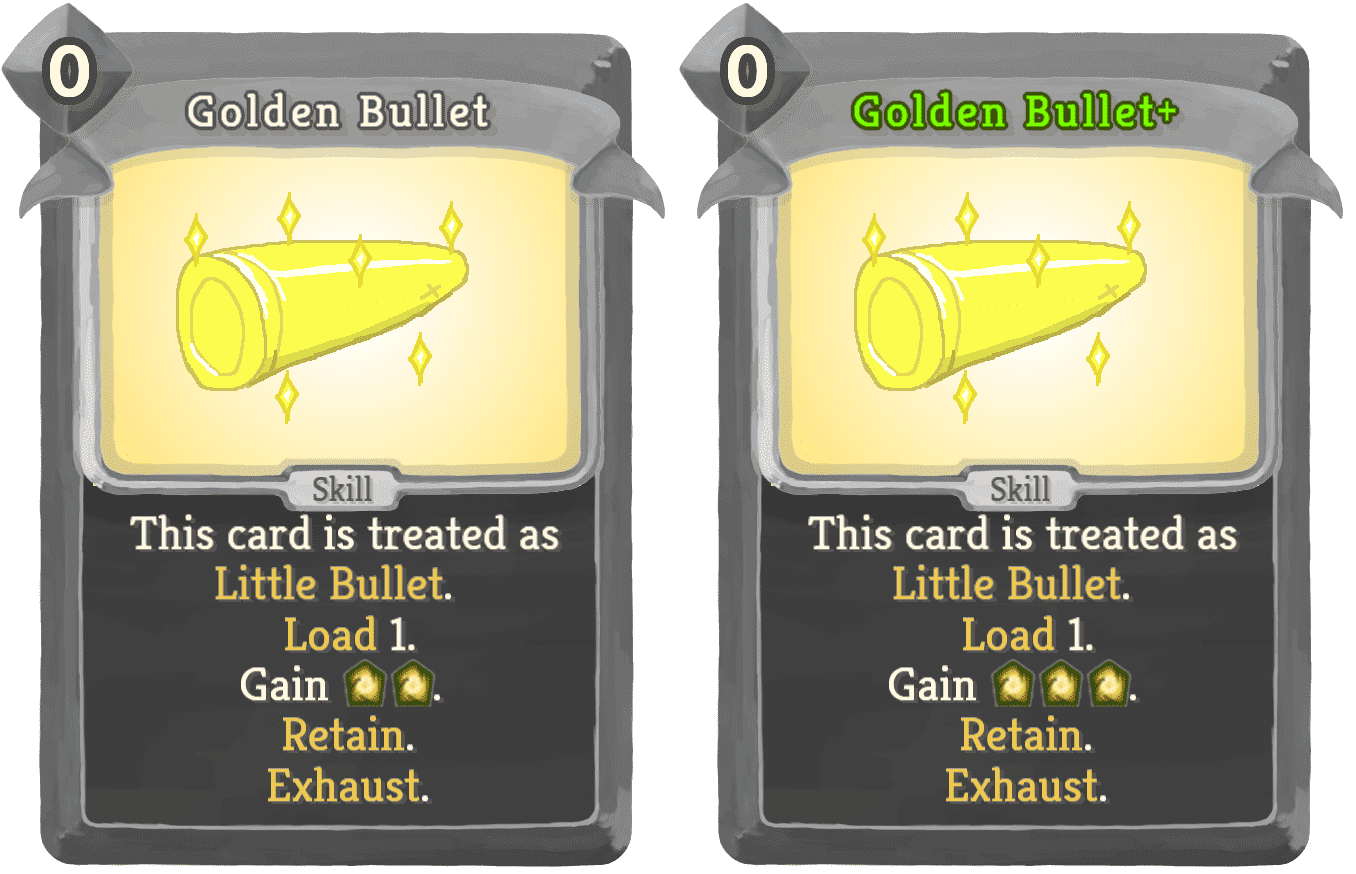 0
Golden Bullet
Skill
This card is treated as
Little Bullet.
Load 1.
Gain .
Retain.
Exhaust.
0
Golden Bullet+
Skill
This card is treated as
Little Bullet.
Load 1.
Gain .
Retain.
Exhaust.